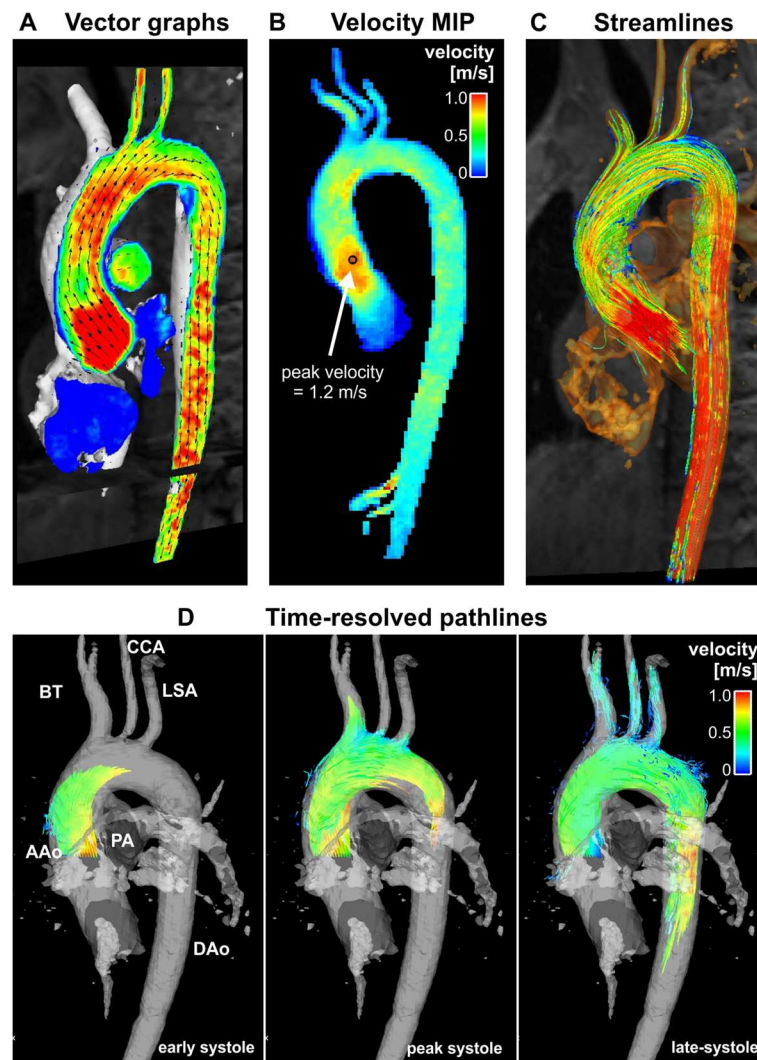 A Vector graphs
B Velocity MIP
velocity
[m/s]
1.0
0.5
0
peak velocity
= 1.2 m/s
C Streamlines
D Time-resolved pathlines
BT
CCA
LSA
AAo
PA
DAo
early systole
peak systole
velocity
[m/s]
1.0
0.5
0
late-systole